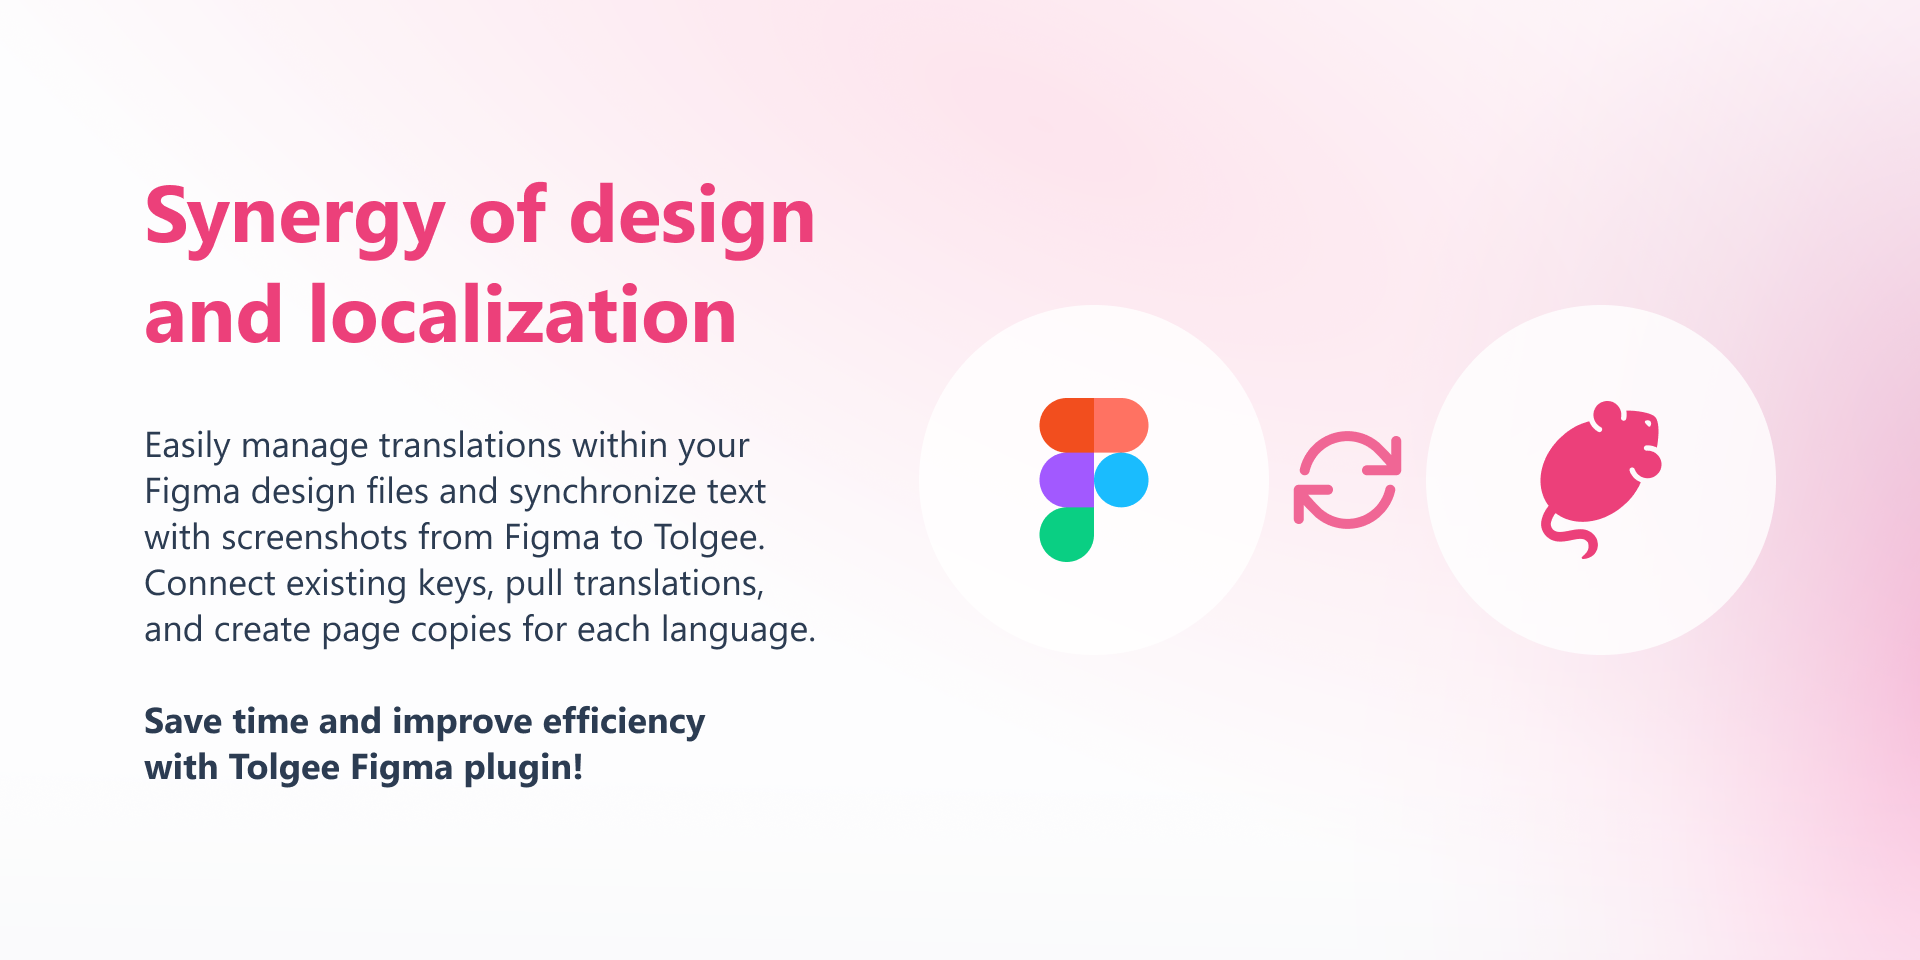 Synergy of design
and localization
Easily manage translations within your
Figma design files and synchronize text
with screenshots from Figma to Tolgee.
Connect existing keys, pull translations,
and create page copies for each language.
Save time and improve efficiency
with Tolgee Figma plugin!